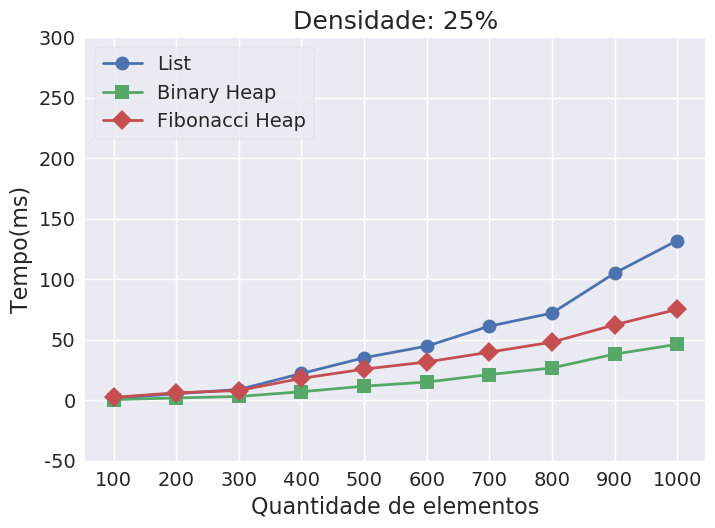 Densidade: 25%
300
250
200
150
100
50
0
-50
Tempo(ms)
List
Binary Heap
Fibonacci Heap
100 200 300 400 500 600 700 800 900 1000
Quantidade de elementos